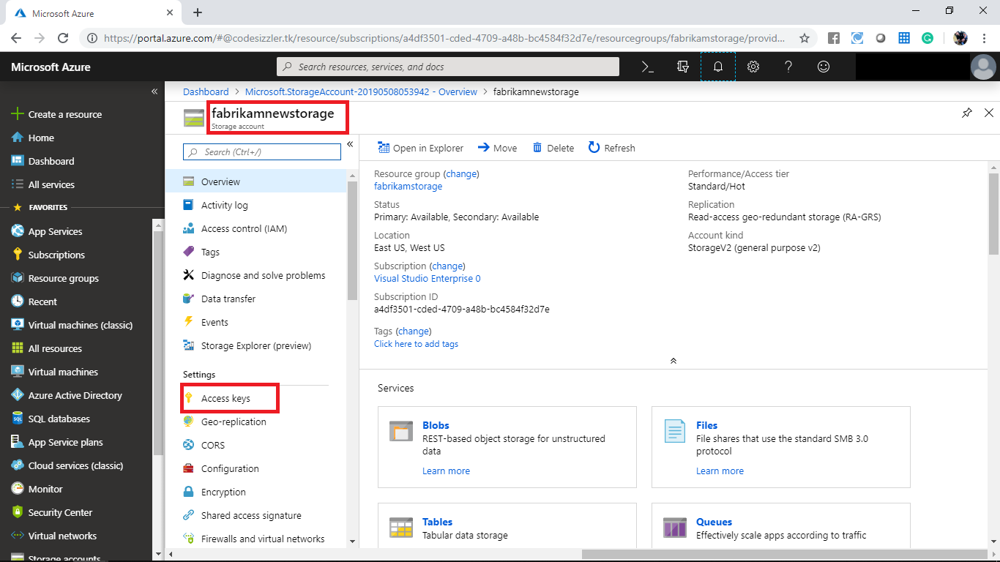 Microsoft Azure
https://portal.azure.com/#@codesizzler.tk/resource/subscriptions/a4df3501-cded-4709-a48b-bc4584f32d7e/resourcegroups/fabrikamstorage/provid...
Microsoft Azure
Search resources, services, and docs
Create a resource
Home
Dashboard
All services
FAVORITES
App Services
Subscriptions
Resource groups
Recent
Virtual machines (classic)
All resources
Virtual machines
Azure Active Directory
SQL databases
App Service plans
Cloud services (classic)
Monitor
Security Center
Virtual networks
Storage accounts
Dashboard > Microsoft.StorageAccount-20190508053942 - Overview > fabrikamnewstorage
fabrikamnewstorage
Storage account
Search (Ctrl+/)
Overview
Activity log
Access control (IAM)
Tags
Diagnose and solve problems
Data transfer
Events
Storage Explorer (preview)
Settings
Access keys
Geo-replication
CORS
Configuration
Encryption
Shared access signature
Firewalls and virtual networks
Open in Explorer Move Delete Refresh
Resource group (change)
fabrikamstorage
Status
Primary: Available, Secondary: Available
Location
East US, West US
Subscription (change)
Visual Studio Enterprise 0
Subscription ID
a4df3501-cded-4709-a48b-bc4584f32d7e
Tags (change)
Click here to add tags
Performance/Access tier
Standard/Hot
Replication
Read-access geo-redundant storage (RA-GRS)
Account kind
StorageV2 (general purpose v2)
Services
Blobs
REST-based object storage for unstructured
data
Learn more
Files
File shares that use the standard SMB 3.0
protocol
Learn more
Tables
Tabular data storage
Queues
Effectively scale apps according to traffic